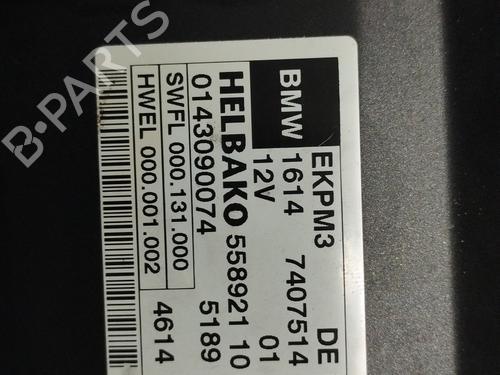 BMW
EKPM3 DE
1614 7407514
12V 01
HELBAKO 558921 10
0143090074 5189
SWFL 000.131.000
HWEL 000.001.002
4614
B-PARTS